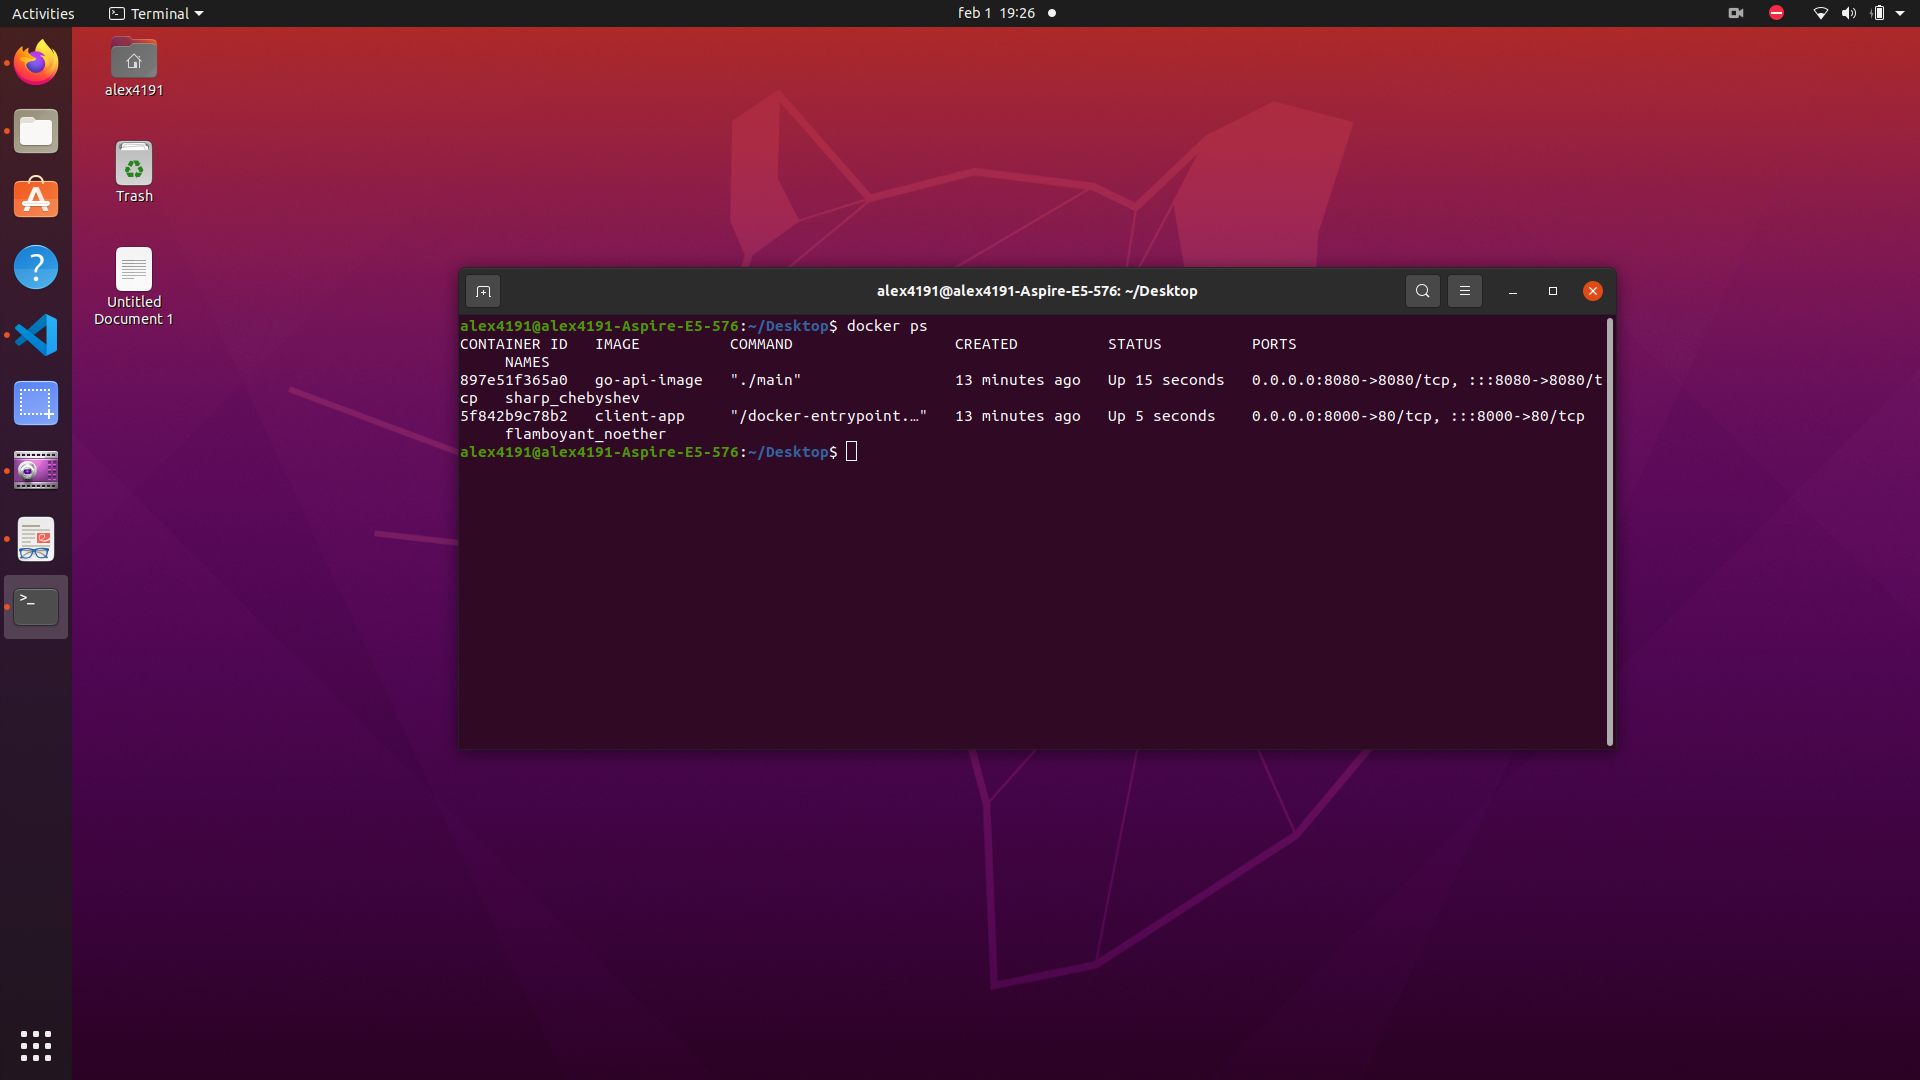 Activities
Terminal
feb 1 19:26
alex4191
Trash
Untitled
Document 1
alex4191@alex4191-Aspire-E5-576: ~/Desktop
alex4191@alex4191-Aspire-E5-576:~/Desktop$ docker ps
CONTAINER ID   IMAGE          COMMAND                  CREATED          STATUS          PORTS
     NAMES
897e51f365a0   go-api-image   "./main"                 13 minutes ago   Up 15 seconds   0.0.0.0:8080->8080/tcp, :::8080->8080/t
cp   sharp_chebyshev
5f842b9c78b2   client-app     "/docker-entrypoint.…"   13 minutes ago   Up 5 seconds    0.0.0.0:8000->80/tcp, :::8000->80/tcp
     flamboyant_noether
alex4191@alex4191-Aspire-E5-576:~/Desktop$